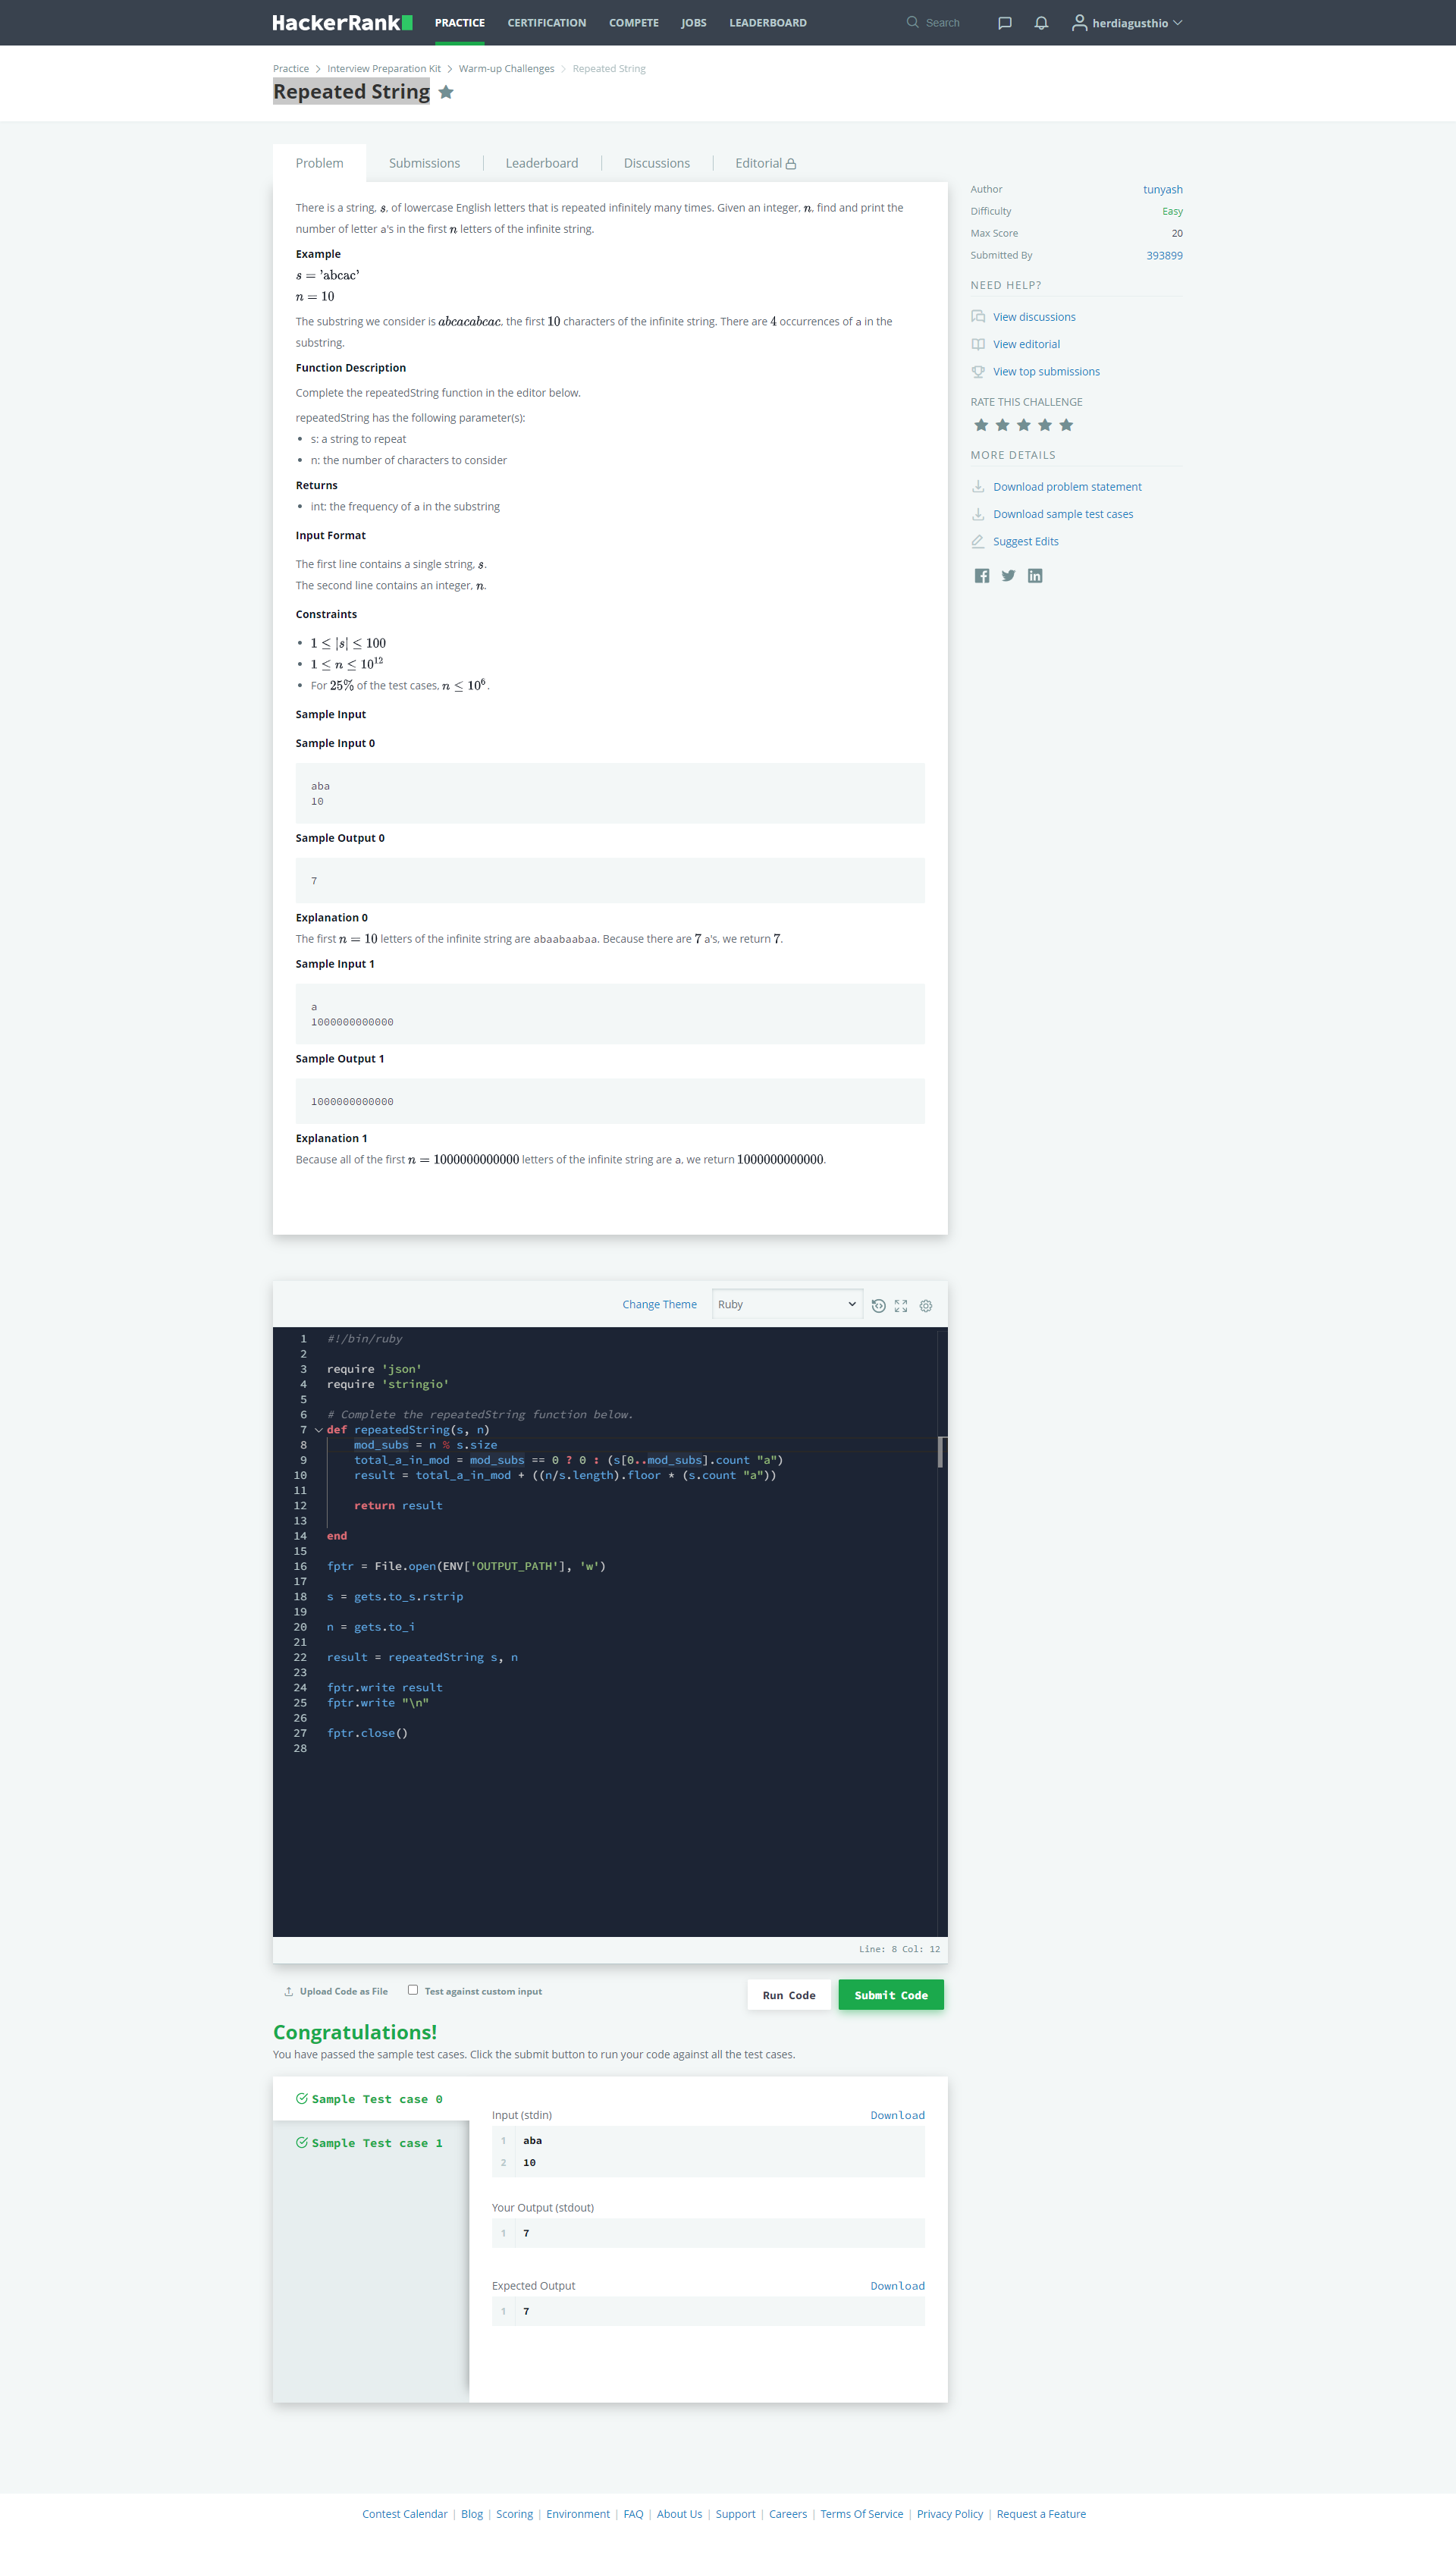 HackerRank PRACTICE CERTIFICATION COMPETE JOBS LEADERBOARD Search herdiagusthio
Practice > Interview Preparation Kit > Warm-up Challenges > Repeated String
Repeated String
Problem Submissions Leaderboard Discussions Editorial
There is a string, s, of lowercase English letters that is repeated infinitely many times. Given an integer, n, find and print the
number of letter a's in the first n letters of the infinite string.
Example
s = 'abcac'
n = 10
The substring we consider is abcacabcac, the first 10 characters of the infinite string. There are 4 occurrences of a in the
substring.
Function Description
Complete the repeatedString function in the editor below.
repeatedString has the following parameter(s):
• s: a string to repeat
• n: the number of characters to consider
Returns
• int: the frequency of a in the substring
Input Format
The first line contains a single string, s.
The second line contains an integer, n.
Constraints
• 1 ≤ |s| ≤ 100
• 1 ≤ n ≤ 10^12
• For 25% of the test cases, n ≤ 10^6.
Sample Input
Sample Input 0
aba
10
Sample Output 0
7
Explanation 0
The first n = 10 letters of the infinite string are abaabaabaa. Because there are 7 a's, we return 7.
Sample Input 1
a
1000000000000
Sample Output 1
1000000000000
Explanation 1
Because all of the first n = 1000000000000 letters of the infinite string are a, we return 1000000000000.
Author tunyash
Difficulty Easy
Max Score 20
Submitted By 393899
NEED HELP?
View discussions
View editorial
View top submissions
RATE THIS CHALLENGE
MORE DETAILS
Download problem statement
Download sample test cases
Suggest Edits
Change Theme Ruby
1 #!/bin/ruby
2
3 require 'json'
4 require 'stringio'
5
6 # Complete the repeatedString function below.
7 def repeatedString(s, n)
8 mod_subs = n % s.size
9 total_a_in_mod = mod_subs == 0 ? 0 : (s[0..mod_subs].count "a")
10 result = total_a_in_mod + ((n/s.length).floor * (s.count "a"))
11
12 return result
13
14 end
15
16 fptr = File.open(ENV['OUTPUT_PATH'], 'w')
17
18 s = gets.to_s.rstrip
19
20 n = gets.to_i
21
22 result = repeatedString s, n
23
24 fptr.write result
25 fptr.write "\n"
26
27 fptr.close()
28
Line: 8 Col: 12
Upload Code as File Test against custom input Run Code Submit Code
Congratulations!
You have passed the sample test cases. Click the submit button to run your code against all the test cases.
Sample Test case 0
Sample Test case 1
Input (stdin) Download
1 aba
2 10
Your Output (stdout)
1 7
Expected Output Download
1 7
Contest Calendar | Blog | Scoring | Environment | FAQ | About Us | Support | Careers | Terms Of Service | Privacy Policy | Request a Feature